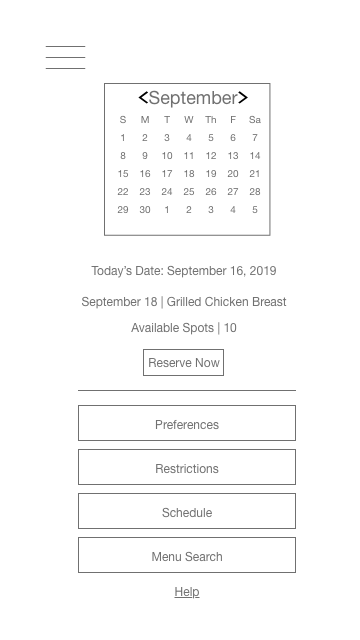 <September>
S M T W Th F Sa
1 2 3 4 5 6 7
8 9 10 11 12 13 14
15 16 17 18 19 20 21
22 23 24 25 26 27 28
29 30 1 2 3 4 5
Today's Date: September 16, 2019
September 18 | Grilled Chicken Breast
Available Spots | 10
Reserve Now
Preferences
Restrictions
Schedule
Menu Search
Help